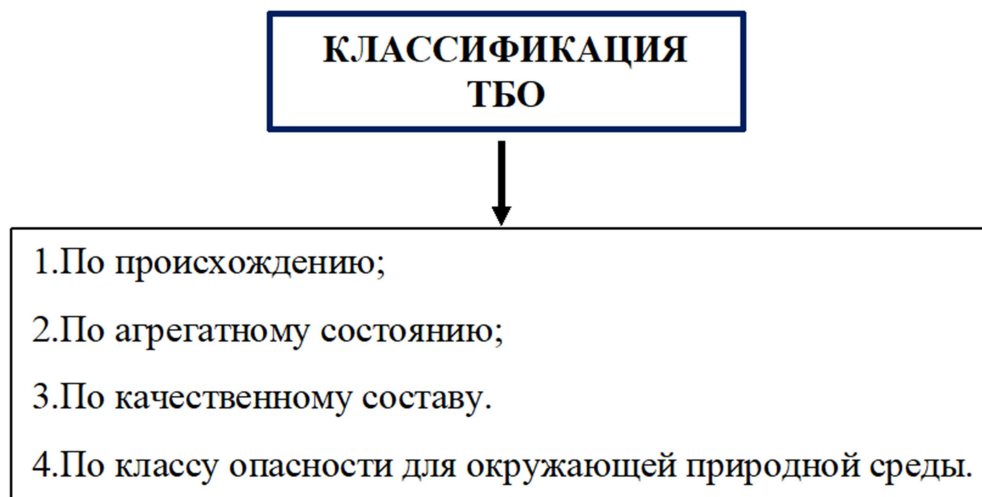 КЛАССИФИКАЦИЯ
ТБО
1.По происхождению;
2.По агрегатному состоянию;
3.По качественному составу.
4.По классу опасности для окружающей природной среды.